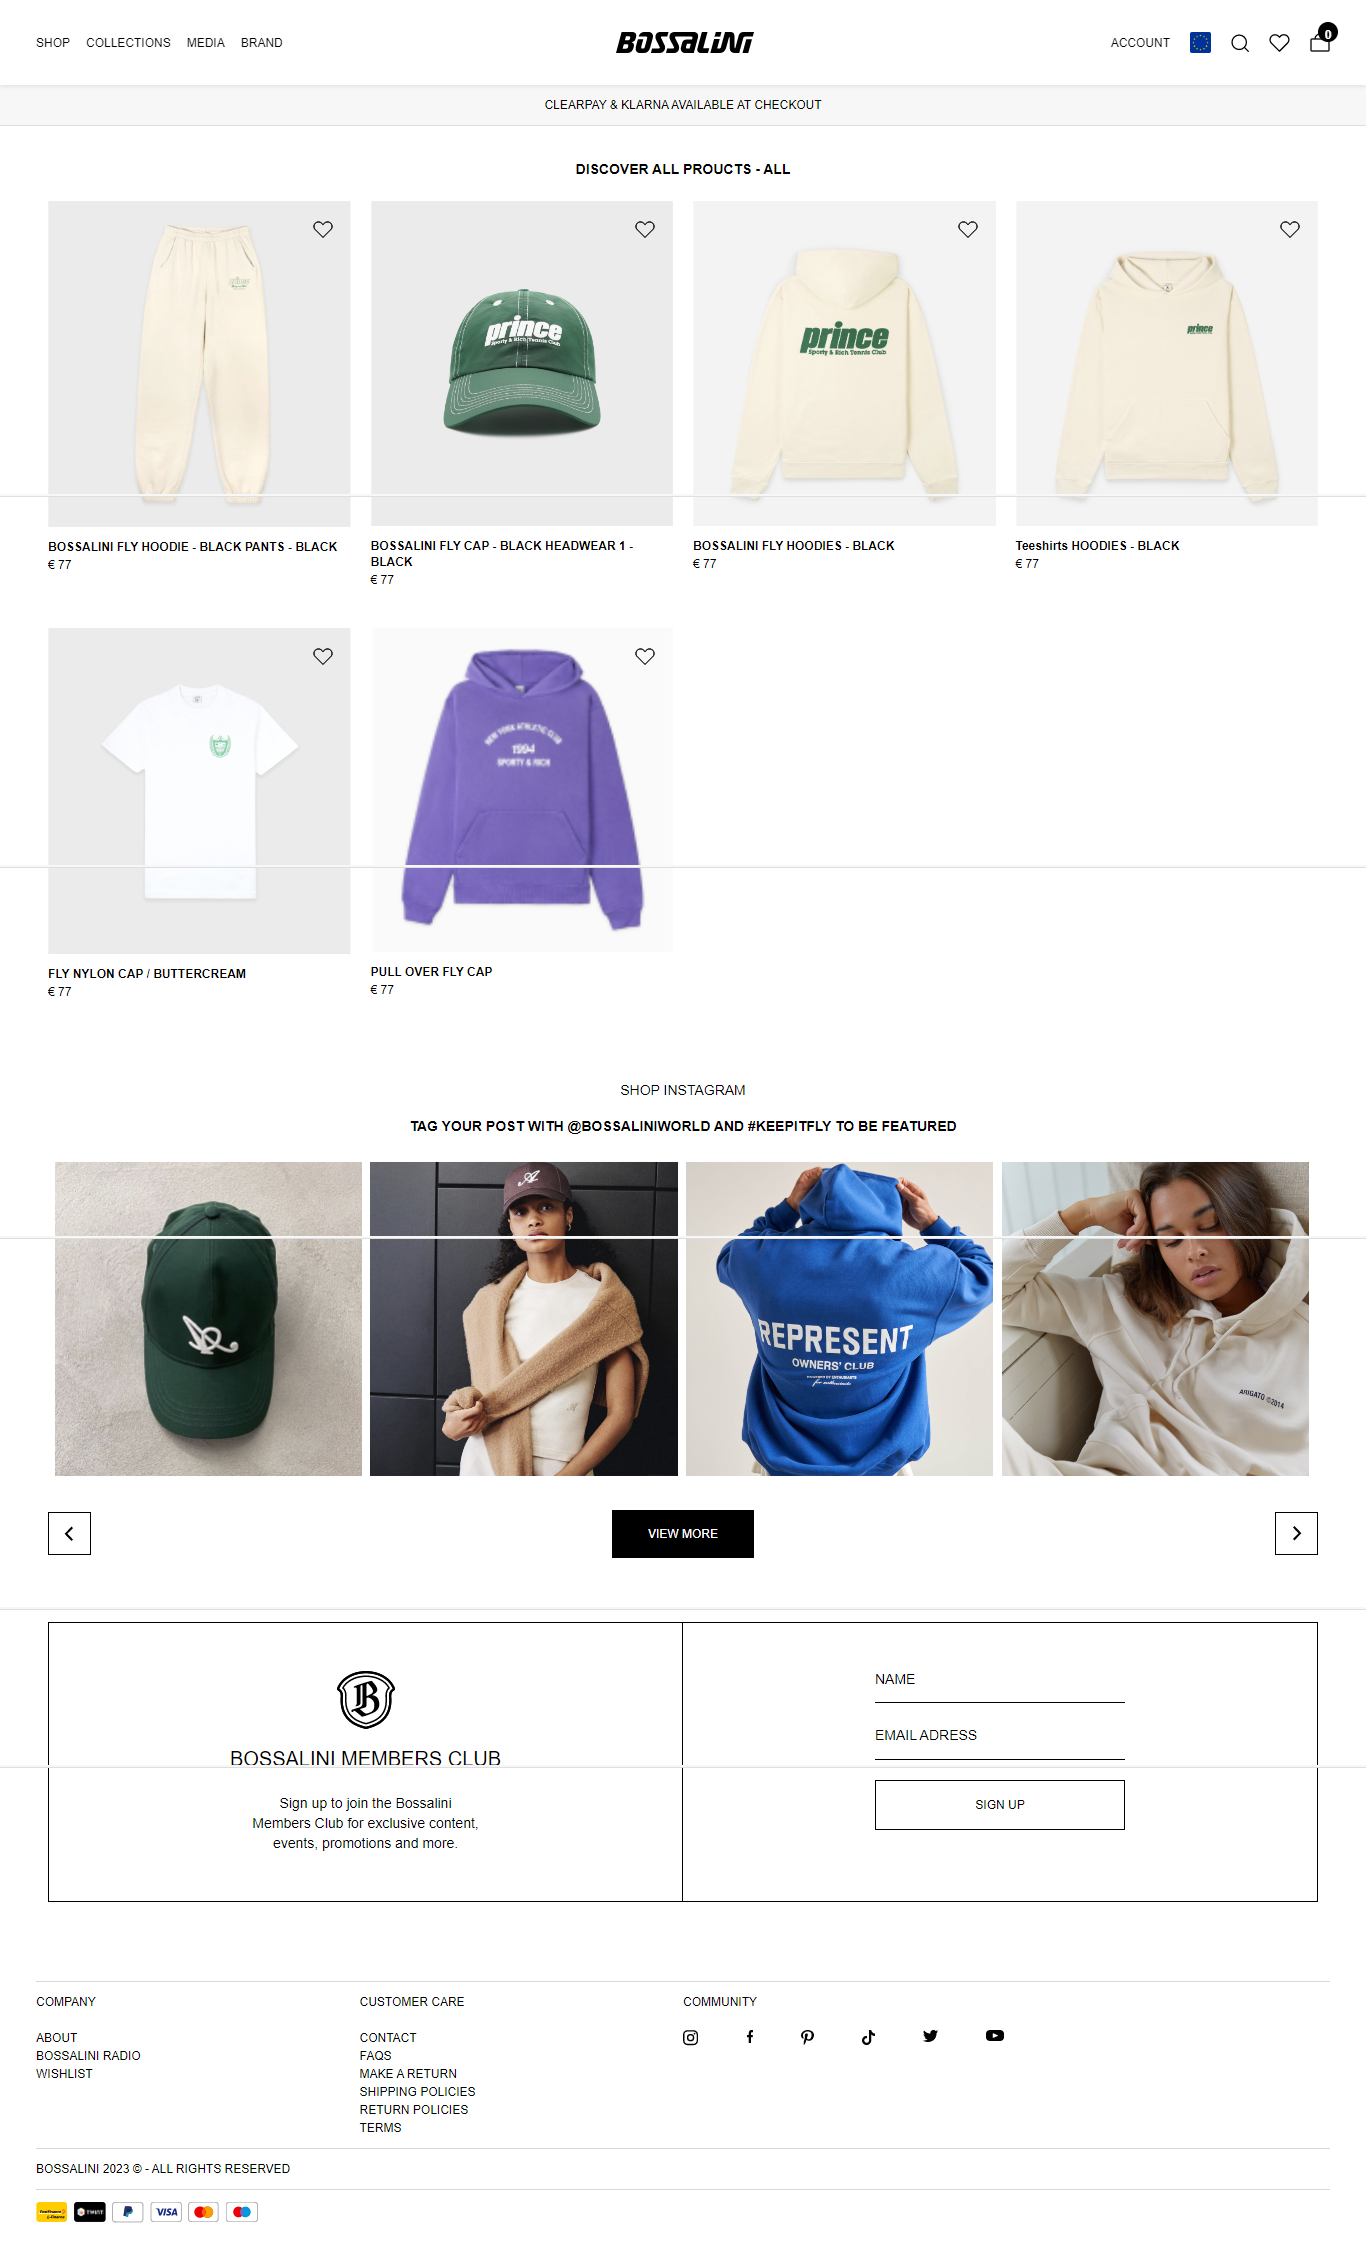 SHOP COLLECTIONS MEDIA BRAND
BOSSALINI
ACCOUNT
0
CLEARPAY & KLARNA AVAILABLE AT CHECKOUT
DISCOVER ALL PROUCTS - ALL
prince
prince
Sporty & Rich Tennis Club
prince
Sporty & Rich Tennis Club
prince
BOSSALINI FLY HOODIE - BLACK PANTS - BLACK
€ 77
BOSSALINI FLY CAP - BLACK HEADWEAR 1 -
BLACK
€ 77
BOSSALINI FLY HOODIES - BLACK
€ 77
Teeshirts HOODIES - BLACK
€ 77
NEW YORK ATHLETIC CLUB
1994
SPORTY & RICH
FLY NYLON CAP / BUTTERCREAM
€ 77
PULL OVER FLY CAP
€ 77
SHOP INSTAGRAM
TAG YOUR POST WITH @BOSSALINIWORLD AND #KEEPITFLY TO BE FEATURED
A
REPRESENT
OWNERS' CLUB
for enthusiasts
ARIGATO ©2014
VIEW MORE
B
BOSSALINI MEMBERS CLUB
Sign up to join the Bossalini
Members Club for exclusive content,
events, promotions and more.
NAME
EMAIL ADRESS
SIGN UP
COMPANY
ABOUT
BOSSALINI RADIO
WISHLIST
CUSTOMER CARE
CONTACT
FAQS
MAKE A RETURN
SHIPPING POLICIES
RETURN POLICIES
TERMS
COMMUNITY
BOSSALINI 2023 © - ALL RIGHTS RESERVED
TWINT
VISA